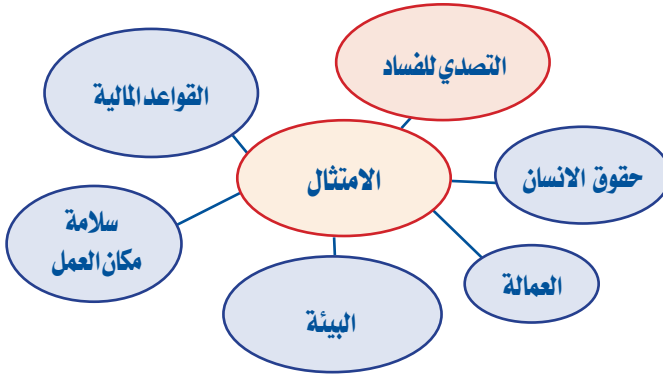 التصدي للفساد
القواعد المالية
الامتثال
حقوق الانسان
سلامة
مكان العمل
العمالة
البيئة